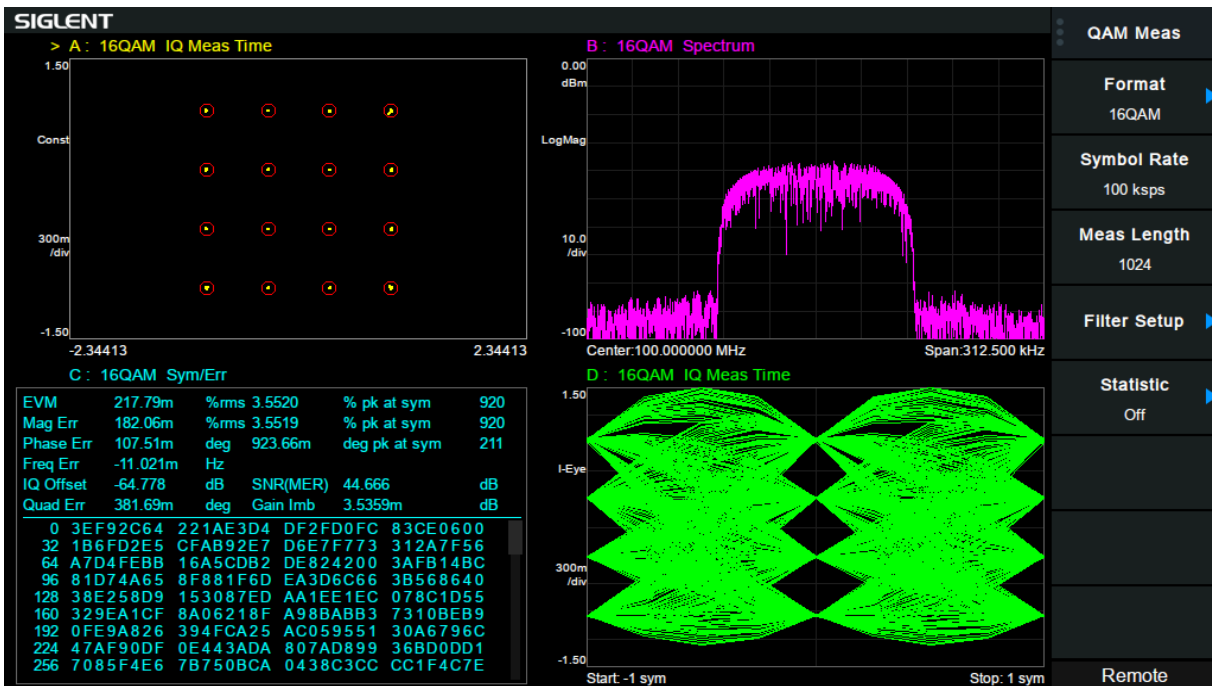 SIGLENT
> A : 16QAM IQ Meas Time
1.50
Const
300m
/div
-1.50
-2.34413 2.34413
B : 16QAM Spectrum
0.00
dBm
LogMag
10.0
/div
-100
Center:100.000000 MHz Span:312.500 kHz
C : 16QAM Sym/Err
EVM 217.79m %rms 3.5520 % pk at sym 920
Mag Err 182.06m %rms 3.5519 % pk at sym 920
Phase Err 107.51m deg 923.66m deg pk at sym 211
Freq Err -11.021m Hz
IQ Offset -64.778 dB SNR(MER) 44.666 dB
Quad Err 381.69m deg Gain Imb 3.5359m dB
0 3EF92C64 221AE3D4 DF2FD0FC 83CE0600
32 1B6FD2E5 CFAB92E7 D6E7F773 312A7F56
64 A7D4FEBB 16A5CDB2 DE824200 3AFB14BC
96 81D74A65 8F881F6D EA3D6C66 3B568640
128 38E258D9 153087ED AA1EE1EC 078C1D55
160 329EA1CF 8A06218F A98BABB3 7310BEB9
192 0FE9A826 394FCA25 AC059551 30A6796C
224 47AF90DF 0E443ADA 807AD899 36BD0DD1
256 7085F4E6 7B750BCA 0438C3CC CC1F4C7E
D : 16QAM IQ Meas Time
1.50
I-Eye
300m
/div
-1.50
Start: -1 sym Stop: 1 sym
QAM Meas
Format
16QAM
Symbol Rate
100 ksps
Meas Length
1024
Filter Setup
Statistic
Off
Remote